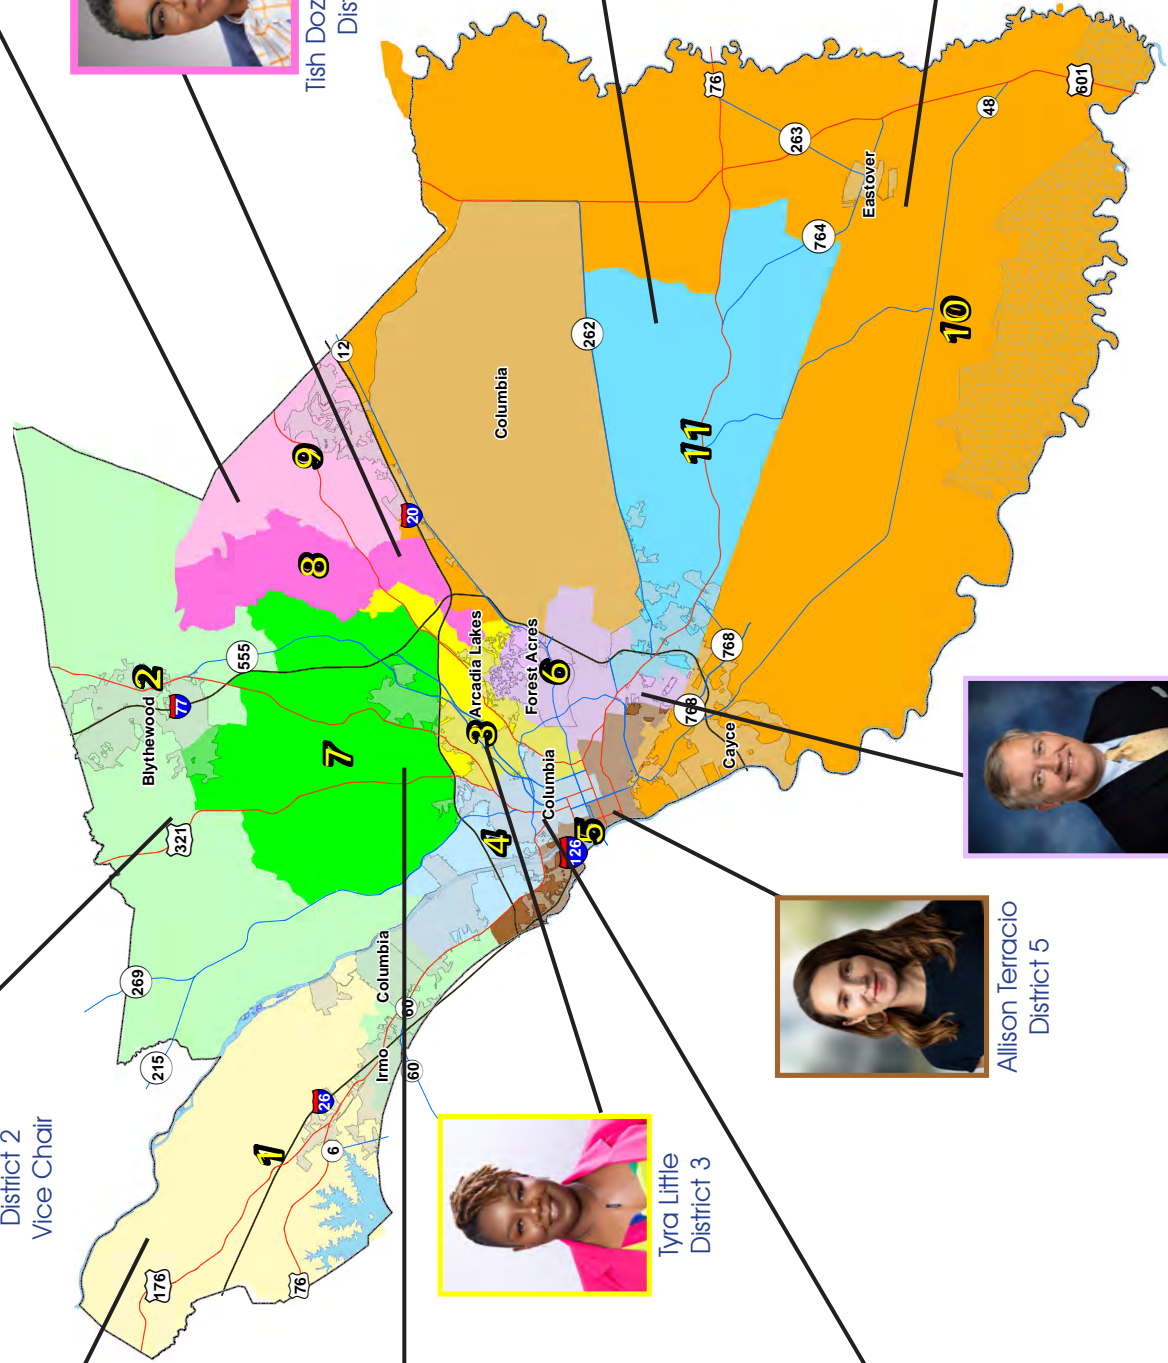 Tish Doz
Dis
District 2
Vice Chair
Tyra Little
District 3
Allison Terracio
District 5
1
2
3
4
5
6
7
8
9
10
11
Blythewood
Irmo
Columbia
Columbia
Columbia
Arcadia Lakes
Forest Acres
Cayce
Eastover
176
76
26
6
60
60
215
269
321
77
555
20
12
262
126
768
768
764
263
76
48
601